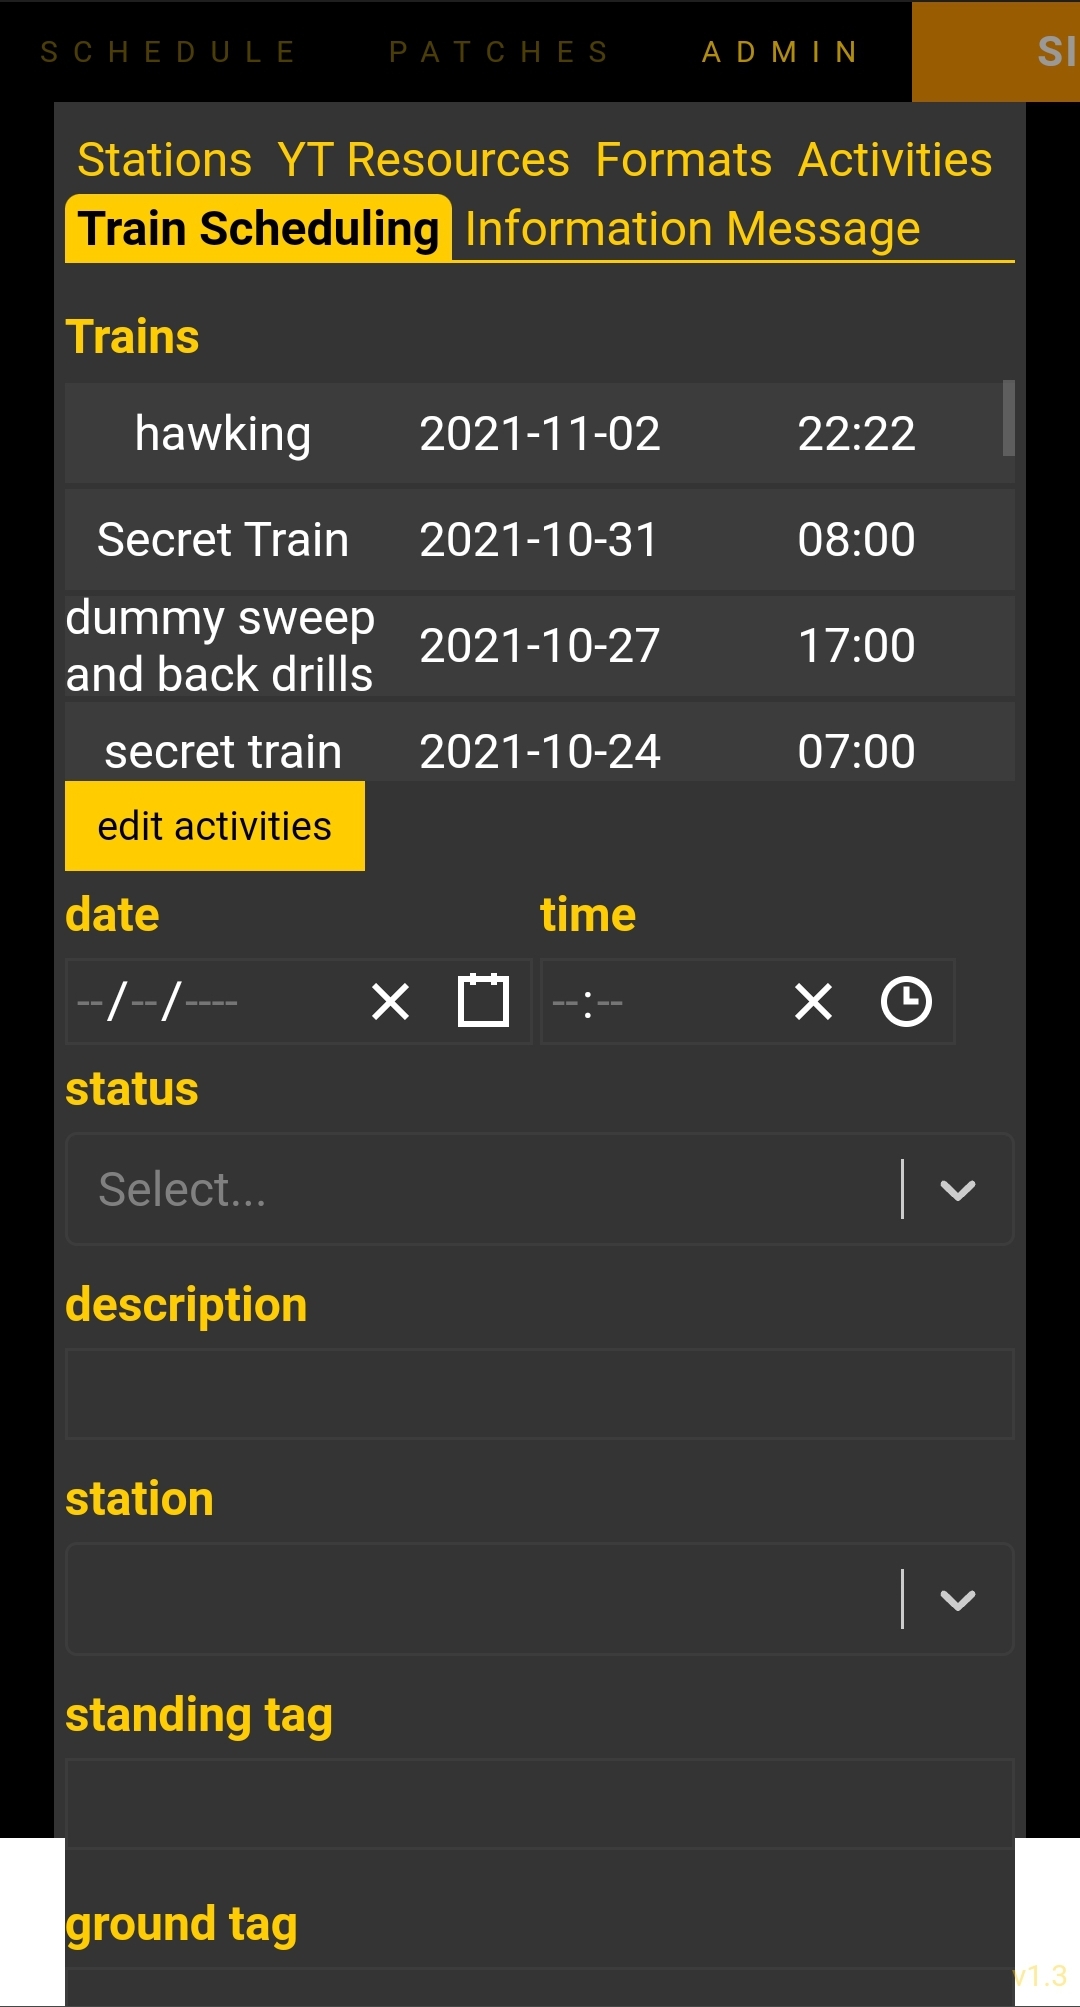 SCHEDULE PATCHES ADMIN SI
Stations YT Resources Formats Activities
Train Scheduling Information Message
Trains
hawking 2021-11-02 22:22
Secret Train 2021-10-31 08:00
dummy sweep
and back drills 2021-10-27 17:00
secret train 2021-10-24 07:00
edit activities
date time
--/--/---- --:--
status
Select...
description
station
standing tag
ground tag
v1.3